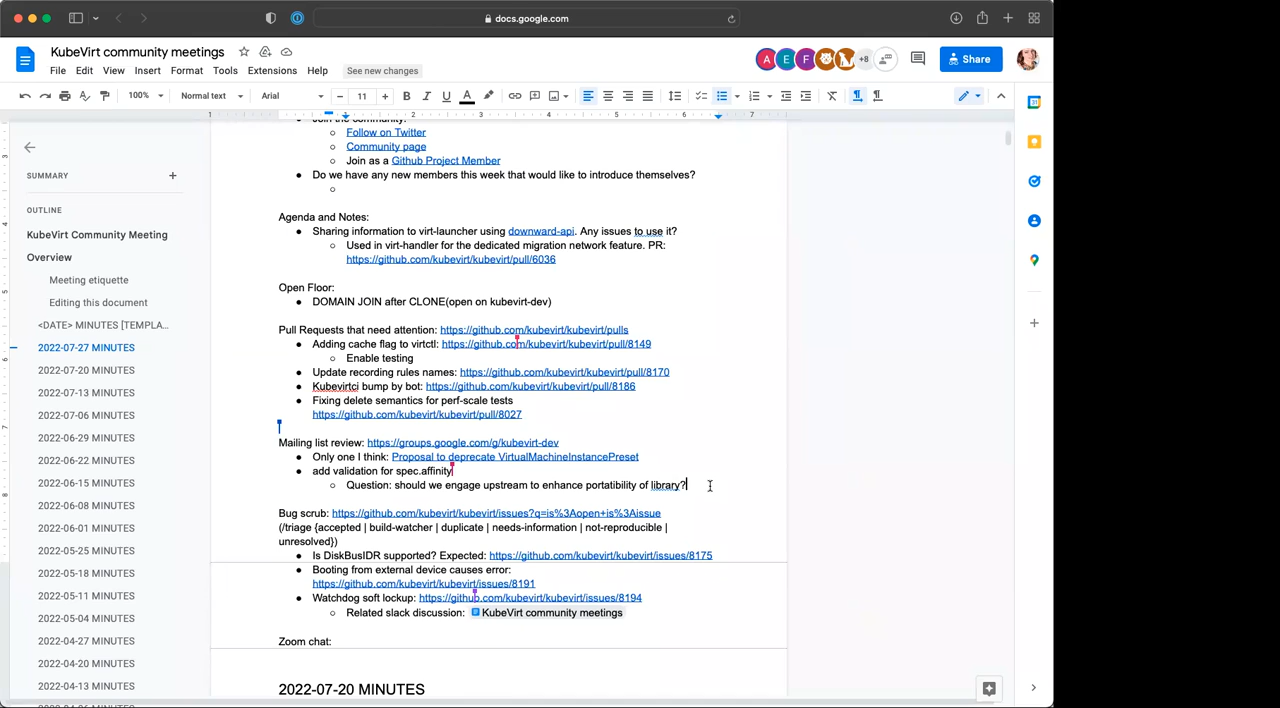 docs.google.com
KubeVirt community meetings
File Edit View Insert Format Tools Extensions Help See new changes
A E F +8 Share
100% Normal text Arial 11 B I U A
1 1 2 3 4 5 6 7
SUMMARY
OUTLINE
KubeVirt Community Meeting
Overview
Meeting etiquette
Editing this document
<DATE> MINUTES [TEMPLA...
2022-07-27 MINUTES
2022-07-20 MINUTES
2022-07-13 MINUTES
2022-07-06 MINUTES
2022-06-29 MINUTES
2022-06-22 MINUTES
2022-06-15 MINUTES
2022-06-08 MINUTES
2022-06-01 MINUTES
2022-05-25 MINUTES
2022-05-18 MINUTES
2022-05-11 MINUTES
2022-05-04 MINUTES
2022-04-27 MINUTES
2022-04-20 MINUTES
2022-04-13 MINUTES
Join the community:
Follow on Twitter
Community page
Join as a Github Project Member
Do we have any new members this week that would like to introduce themselves?
Agenda and Notes:
Sharing information to virt-launcher using downward-api. Any issues to use it?
Used in virt-handler for the dedicated migration network feature. PR:
https://github.com/kubevirt/kubevirt/pull/6036
Open Floor:
DOMAIN JOIN after CLONE(open on kubevirt-dev)
Pull Requests that need attention: https://github.com/kubevirt/kubevirt/pulls
Adding cache flag to virtctl: https://github.com/kubevirt/kubevirt/pull/8149
Enable testing
Update recording rules names: https://github.com/kubevirt/kubevirt/pull/8170
Kubevirtci bump by bot: https://github.com/kubevirt/kubevirt/pull/8186
Fixing delete semantics for perf-scale tests
https://github.com/kubevirt/kubevirt/pull/8027
Mailing list review: https://groups.google.com/g/kubevirt-dev
Only one I think: Proposal to deprecate VirtualMachineInstancePreset
add validation for spec.affinity
Question: should we engage upstream to enhance portatibility of library?
Bug scrub: https://github.com/kubevirt/kubevirt/issues?q=is%3Aopen+is%3Aissue
(/triage {accepted | build-watcher | duplicate | needs-information | not-reproducible |
unresolved})
Is DiskBusIDR supported? Expected: https://github.com/kubevirt/kubevirt/issues/8175
Booting from external device causes error:
https://github.com/kubevirt/kubevirt/issues/8191
Watchdog soft lockup: https://github.com/kubevirt/kubevirt/issues/8194
Related slack discussion: KubeVirt community meetings
Zoom chat:
2022-07-20 MINUTES